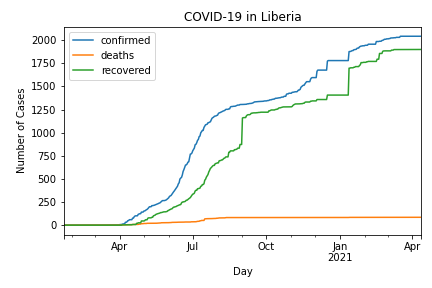 COVID-19 in Liberia
confirmed
deaths
recovered
Number of Cases
2000
1750
1500
1250
1000
750
500
250
0
Apr
Jul
Oct
Jan
2021
Apr
Day